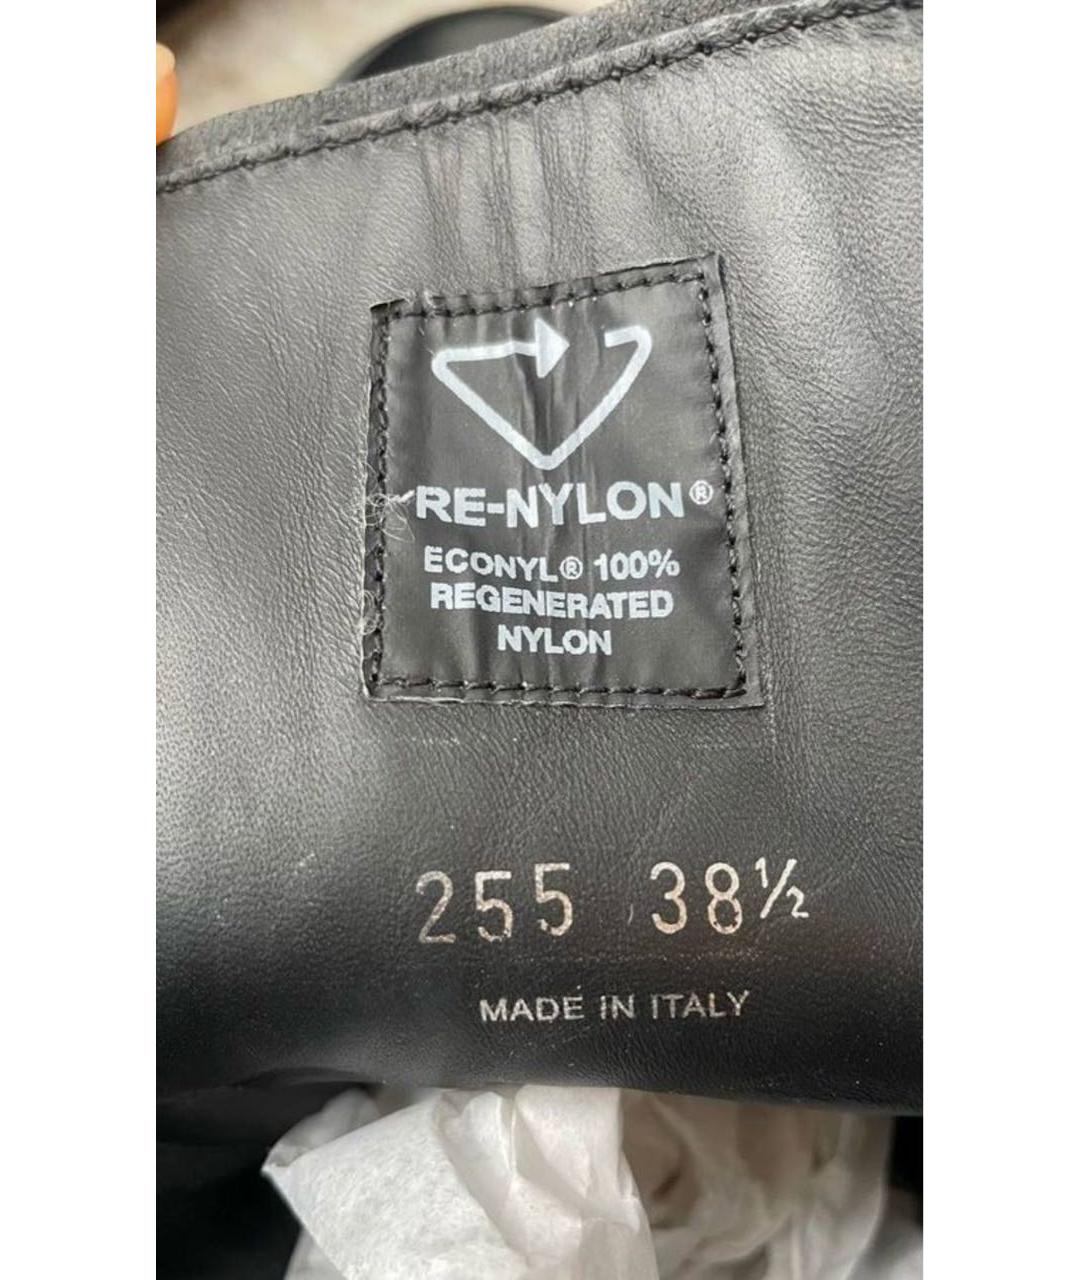 RE-NYLON®
ECONYL® 100%
REGENERATED
NYLON
255 38½
MADE IN ITALY